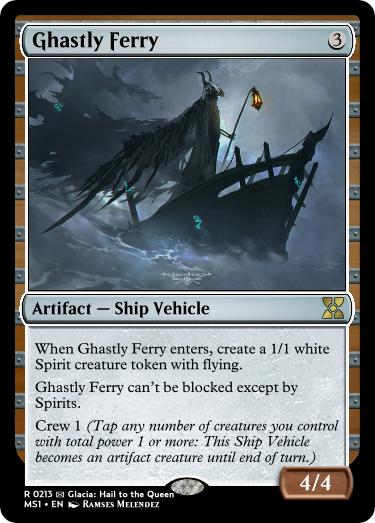 Ghastly Ferry 3
Artifact — Ship Vehicle
When Ghastly Ferry enters, create a 1/1 white
Spirit creature token with flying.
Ghastly Ferry can't be blocked except by
Spirits.
Crew 1 (Tap any number of creatures you control
with total power 1 or more: This Ship Vehicle
becomes an artifact creature until end of turn.)
4/4
R 0213 Glacia: Hail to the Queen
MS1 • EN Ramses Melendez